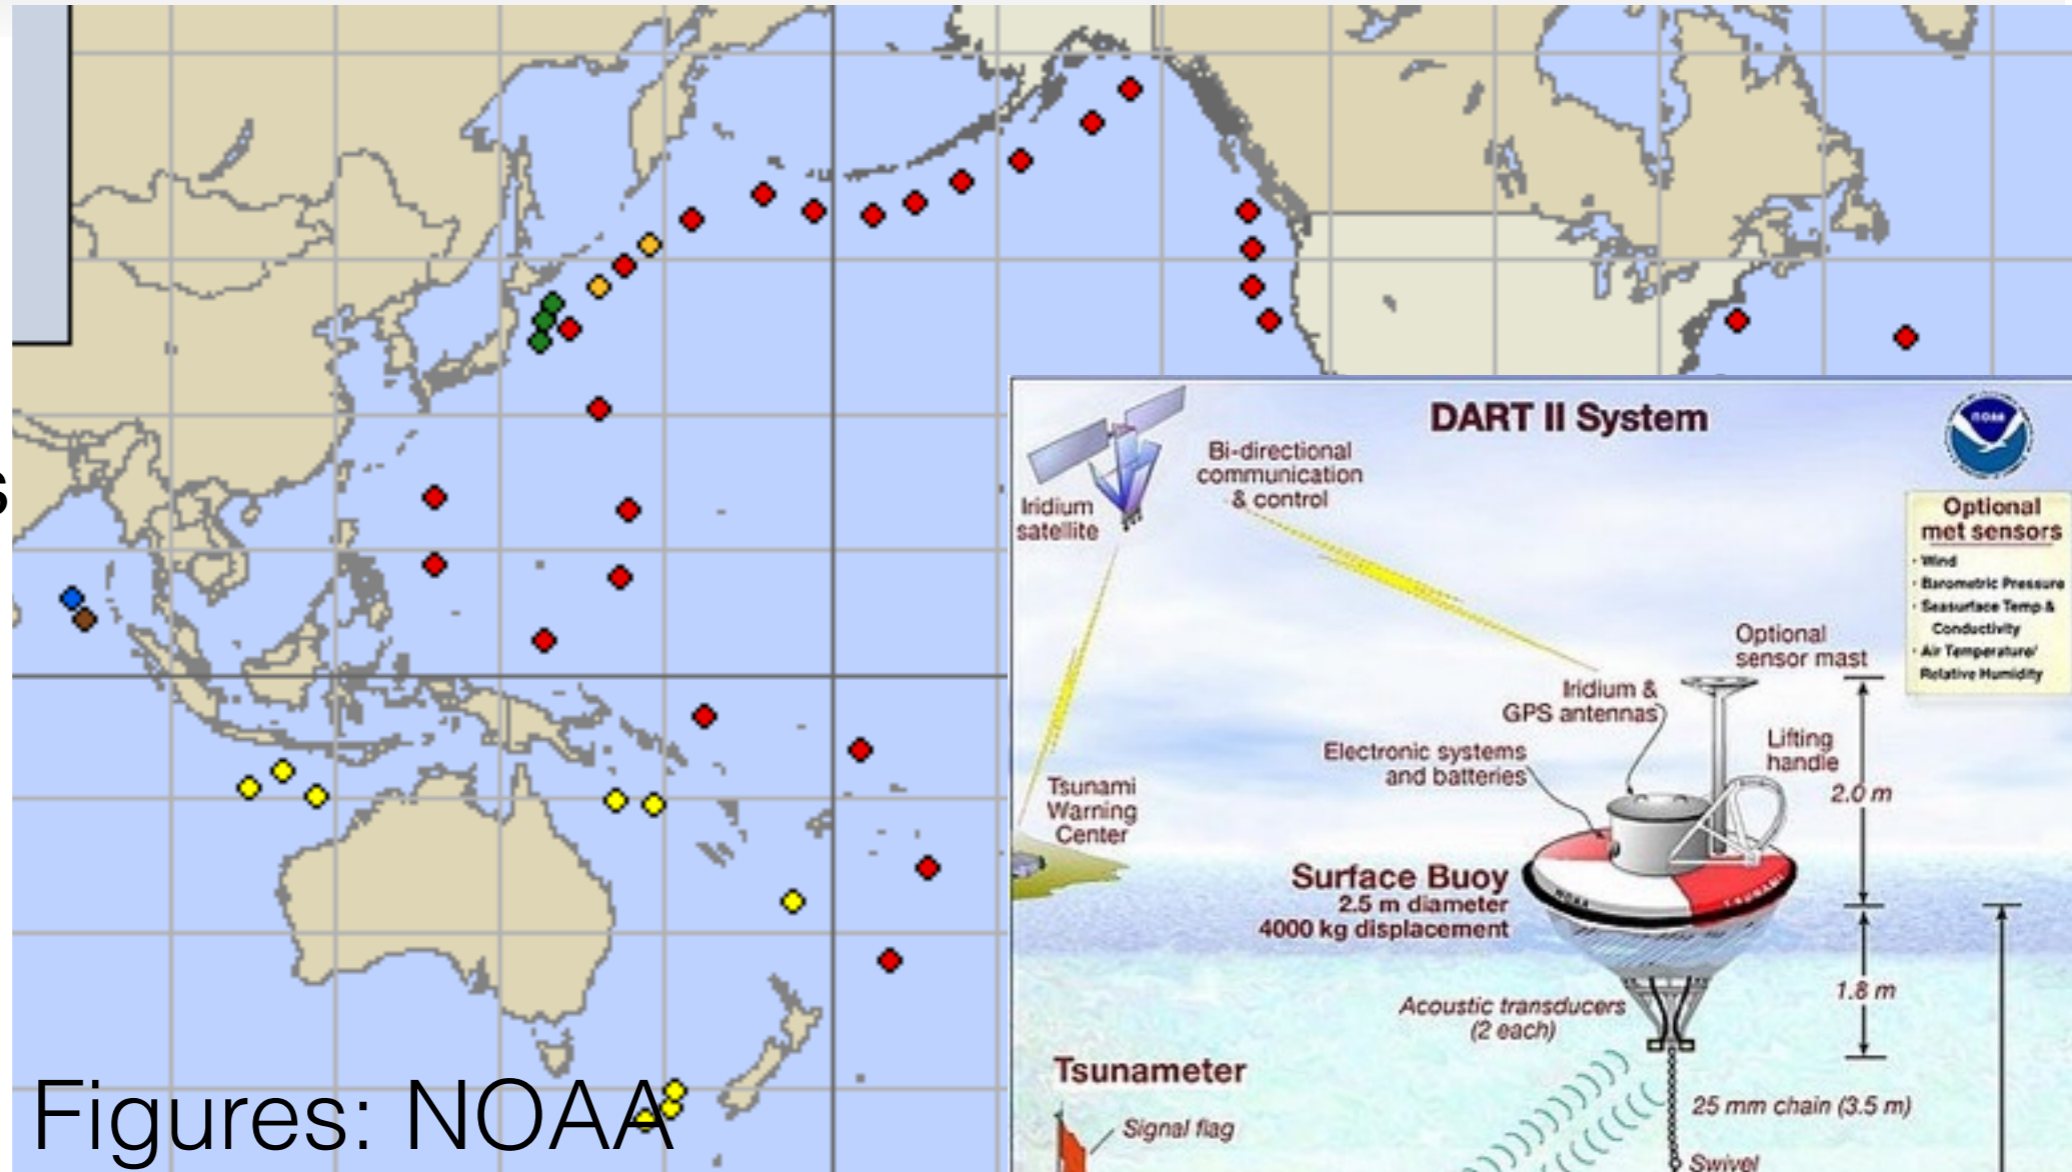 s
Figures: NOAA
DART II System
noaa
Iridium
satellite
Bi-directional
communication
& control
Optional
met sensors
· Wind
· Barometric Pressure
· Seasurface Temp &
Conductivity
· Air Temperature/
Relative Humidity
Optional
sensor mast
Iridium &
GPS antennas
Lifting
handle
Electronic systems
and batteries
2.0 m
Tsunami
Warning
Center
Surface Buoy
2.5 m diameter
4000 kg displacement
NOAA
TSUNAMI
1.8 m
Acoustic transducers
(2 each)
Tsunameter
Signal flag
25 mm chain (3.5 m)
Swivel